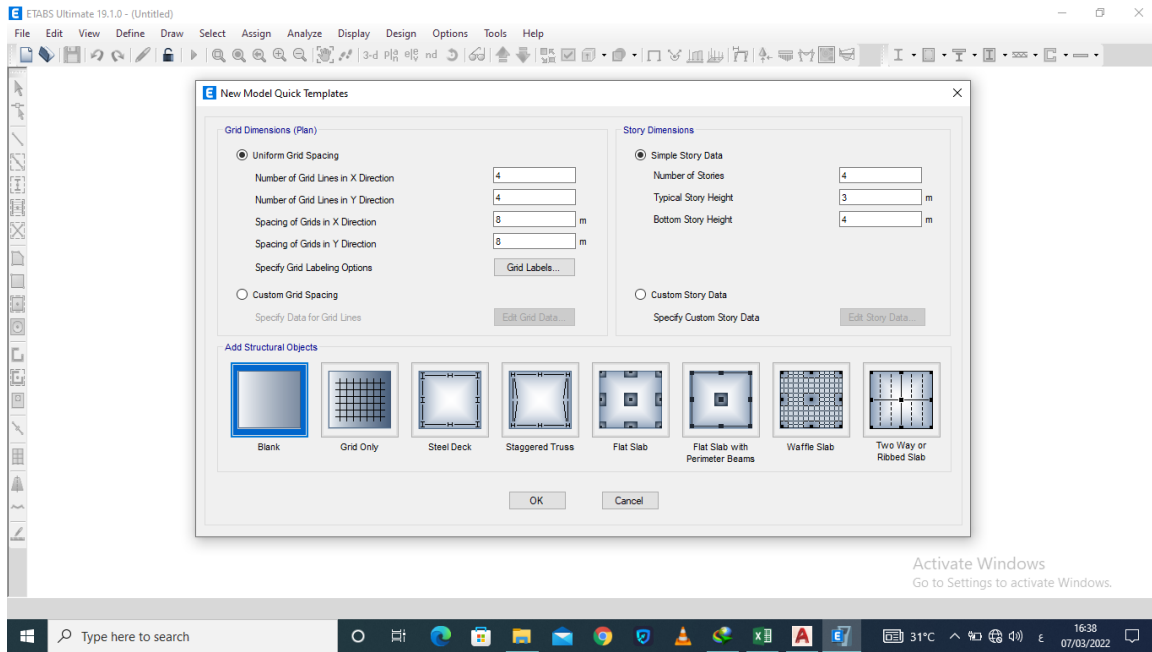 ETABS Ultimate 19.1.0 - (Untitled)
File Edit View Define Draw Select Assign Analyze Display Design Options Tools Help
3-d nd
New Model Quick Templates
Grid Dimensions (Plan)
Uniform Grid Spacing
Number of Grid Lines in X Direction 4
Number of Grid Lines in Y Direction 4
Spacing of Grids in X Direction 8 m
Spacing of Grids in Y Direction 8 m
Specify Grid Labeling Options Grid Labels...
Custom Grid Spacing
Specify Data for Grid Lines Edit Grid Data...
Story Dimensions
Simple Story Data
Number of Stories 4
Typical Story Height 3 m
Bottom Story Height 4 m
Custom Story Data
Specify Custom Story Data Edit Story Data...
Add Structural Objects
Blank
Grid Only
Steel Deck
Staggered Truss
Flat Slab
Flat Slab with
Perimeter Beams
Waffle Slab
Two Way or
Ribbed Slab
OK Cancel
Activate Windows
Go to Settings to activate Windows.
Type here to search
31°C ع 16:38
07/03/2022